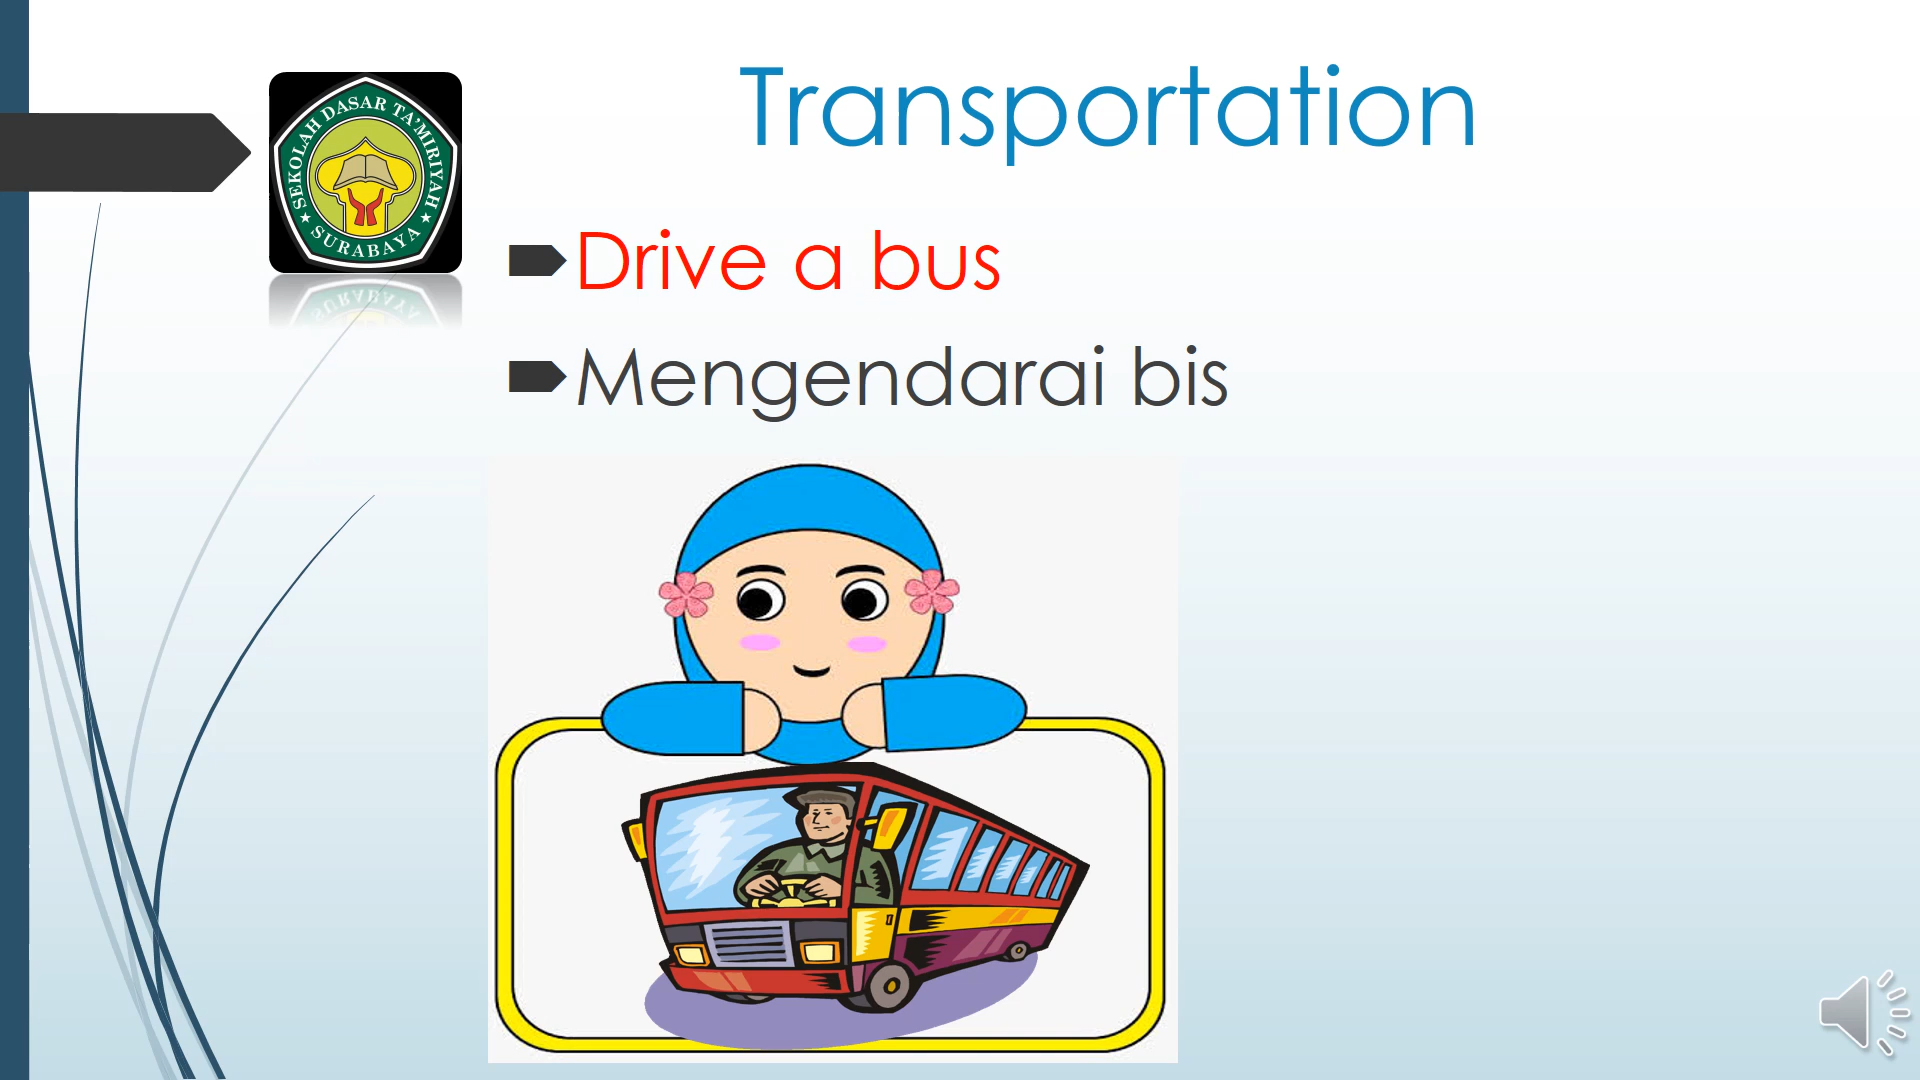 SEKOLAH DASAR TA'MIRIYAH
SURABAYA
Transportation
Drive a bus
Mengendarai bis